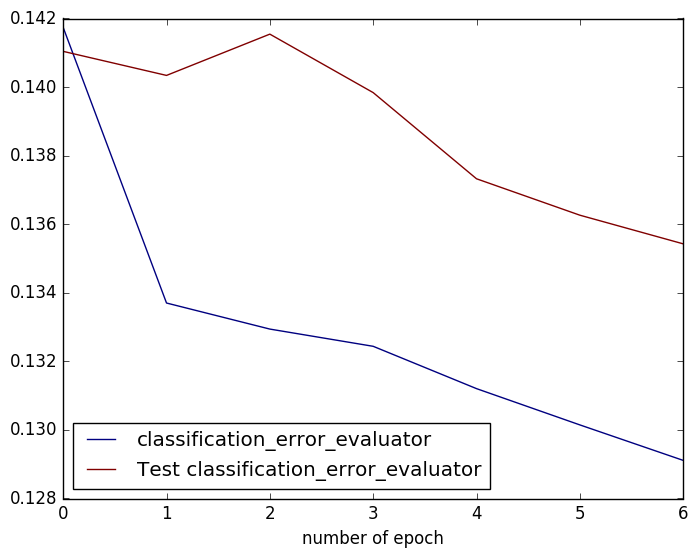 0.142
0.140
0.138
0.136
0.134
0.132
0.130
0.128
classification_error_evaluator
Test classification_error_evaluator
0 1 2 3 4 5 6
number of epoch